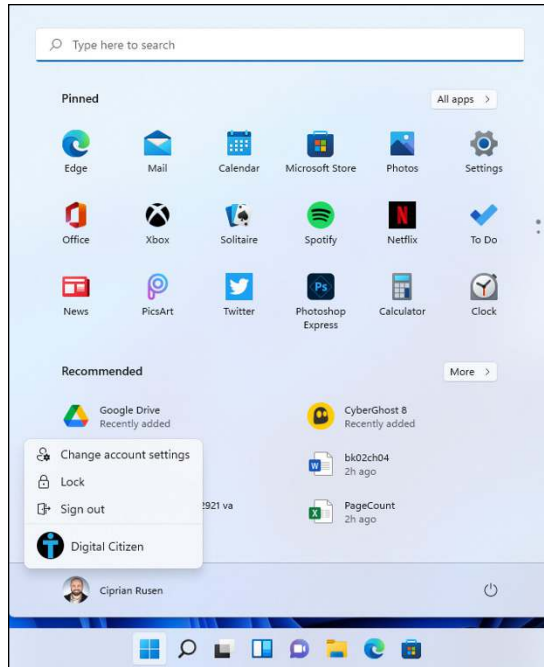 Type here to search
Pinned
All apps >
Edge
Mail
Calendar
Microsoft Store
Photos
Settings
Office
Xbox
Solitaire
Spotify
Netflix
To Do
News
PicsArt
Twitter
Photoshop
Express
Calculator
Clock
Recommended
More >
Google Drive
Recently added
CyberGhost 8
Recently added
Change account settings
Lock
Sign out
Digital Citizen
bk02ch04
2h ago
2921 va
PageCount
2h ago
Ciprian Rusen